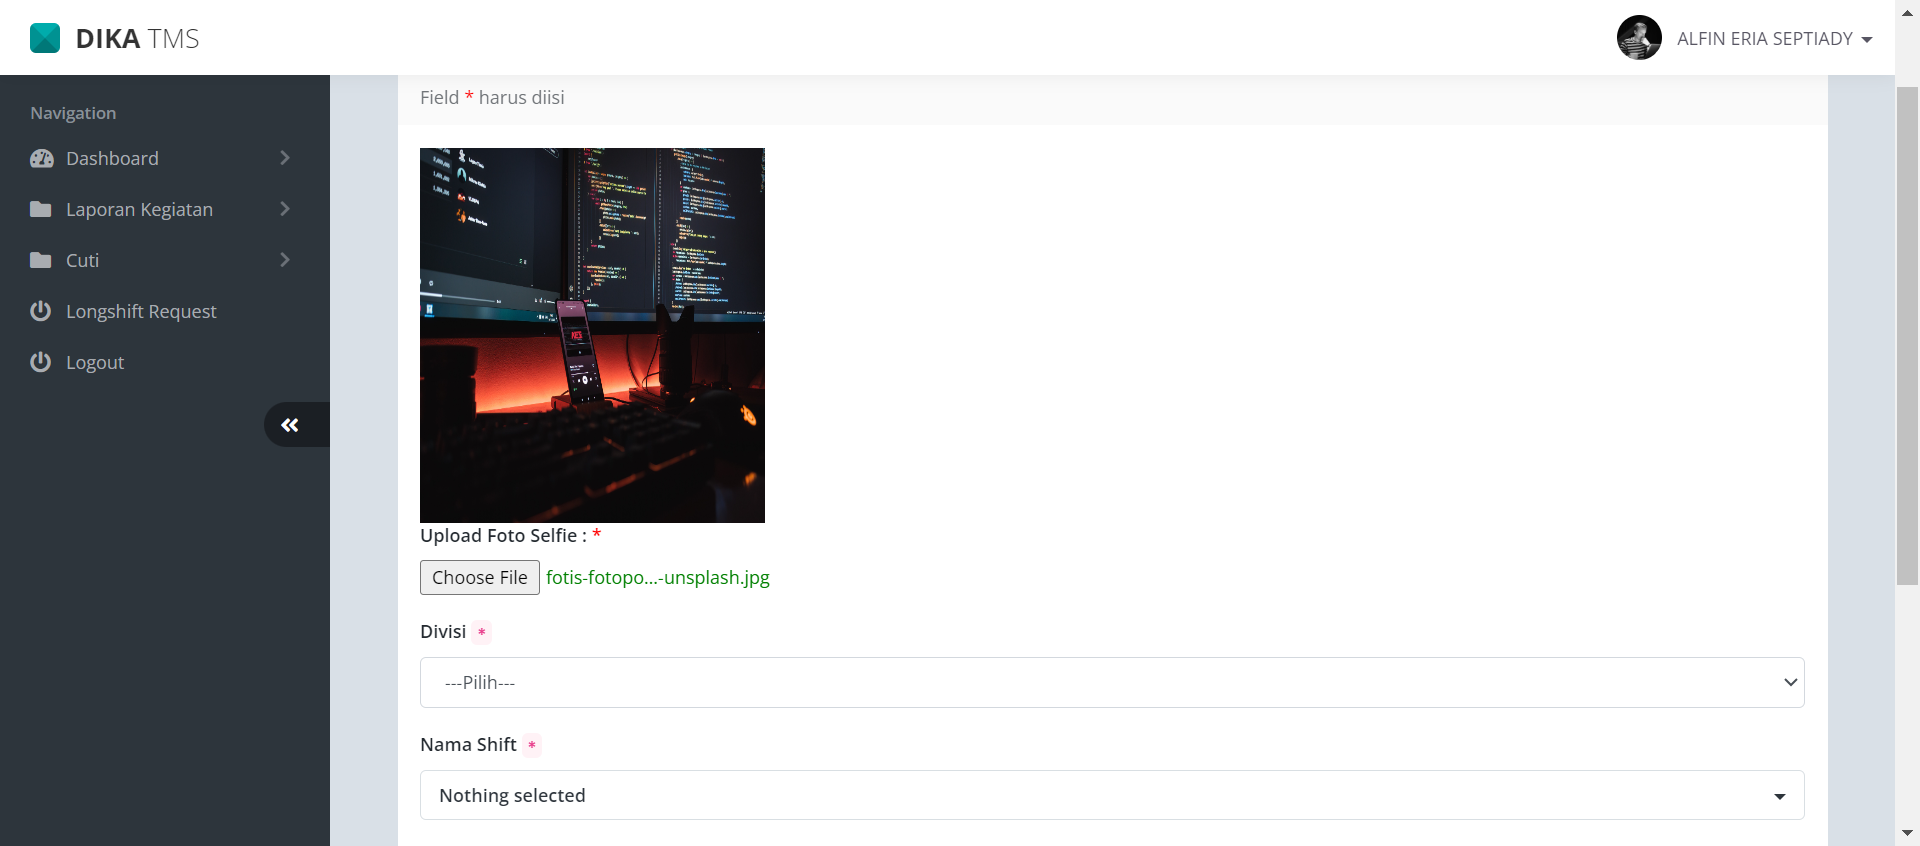 DIKA TMS
ALFIN ERIA SEPTIADY
Navigation
Dashboard
Laporan Kegiatan
Cuti
Longshift Request
Logout
Field * harus diisi
Upload Foto Selfie : *
Choose File fotis-fotopo...-unsplash.jpg
Divisi *
---Pilih---
Nama Shift *
Nothing selected